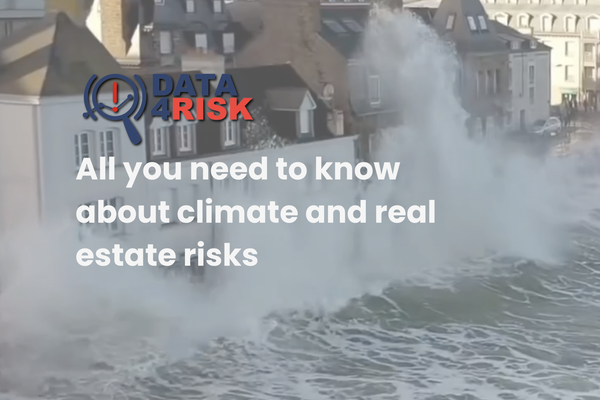 DATA
4RISK
All you need to know
about climate and real
estate risks